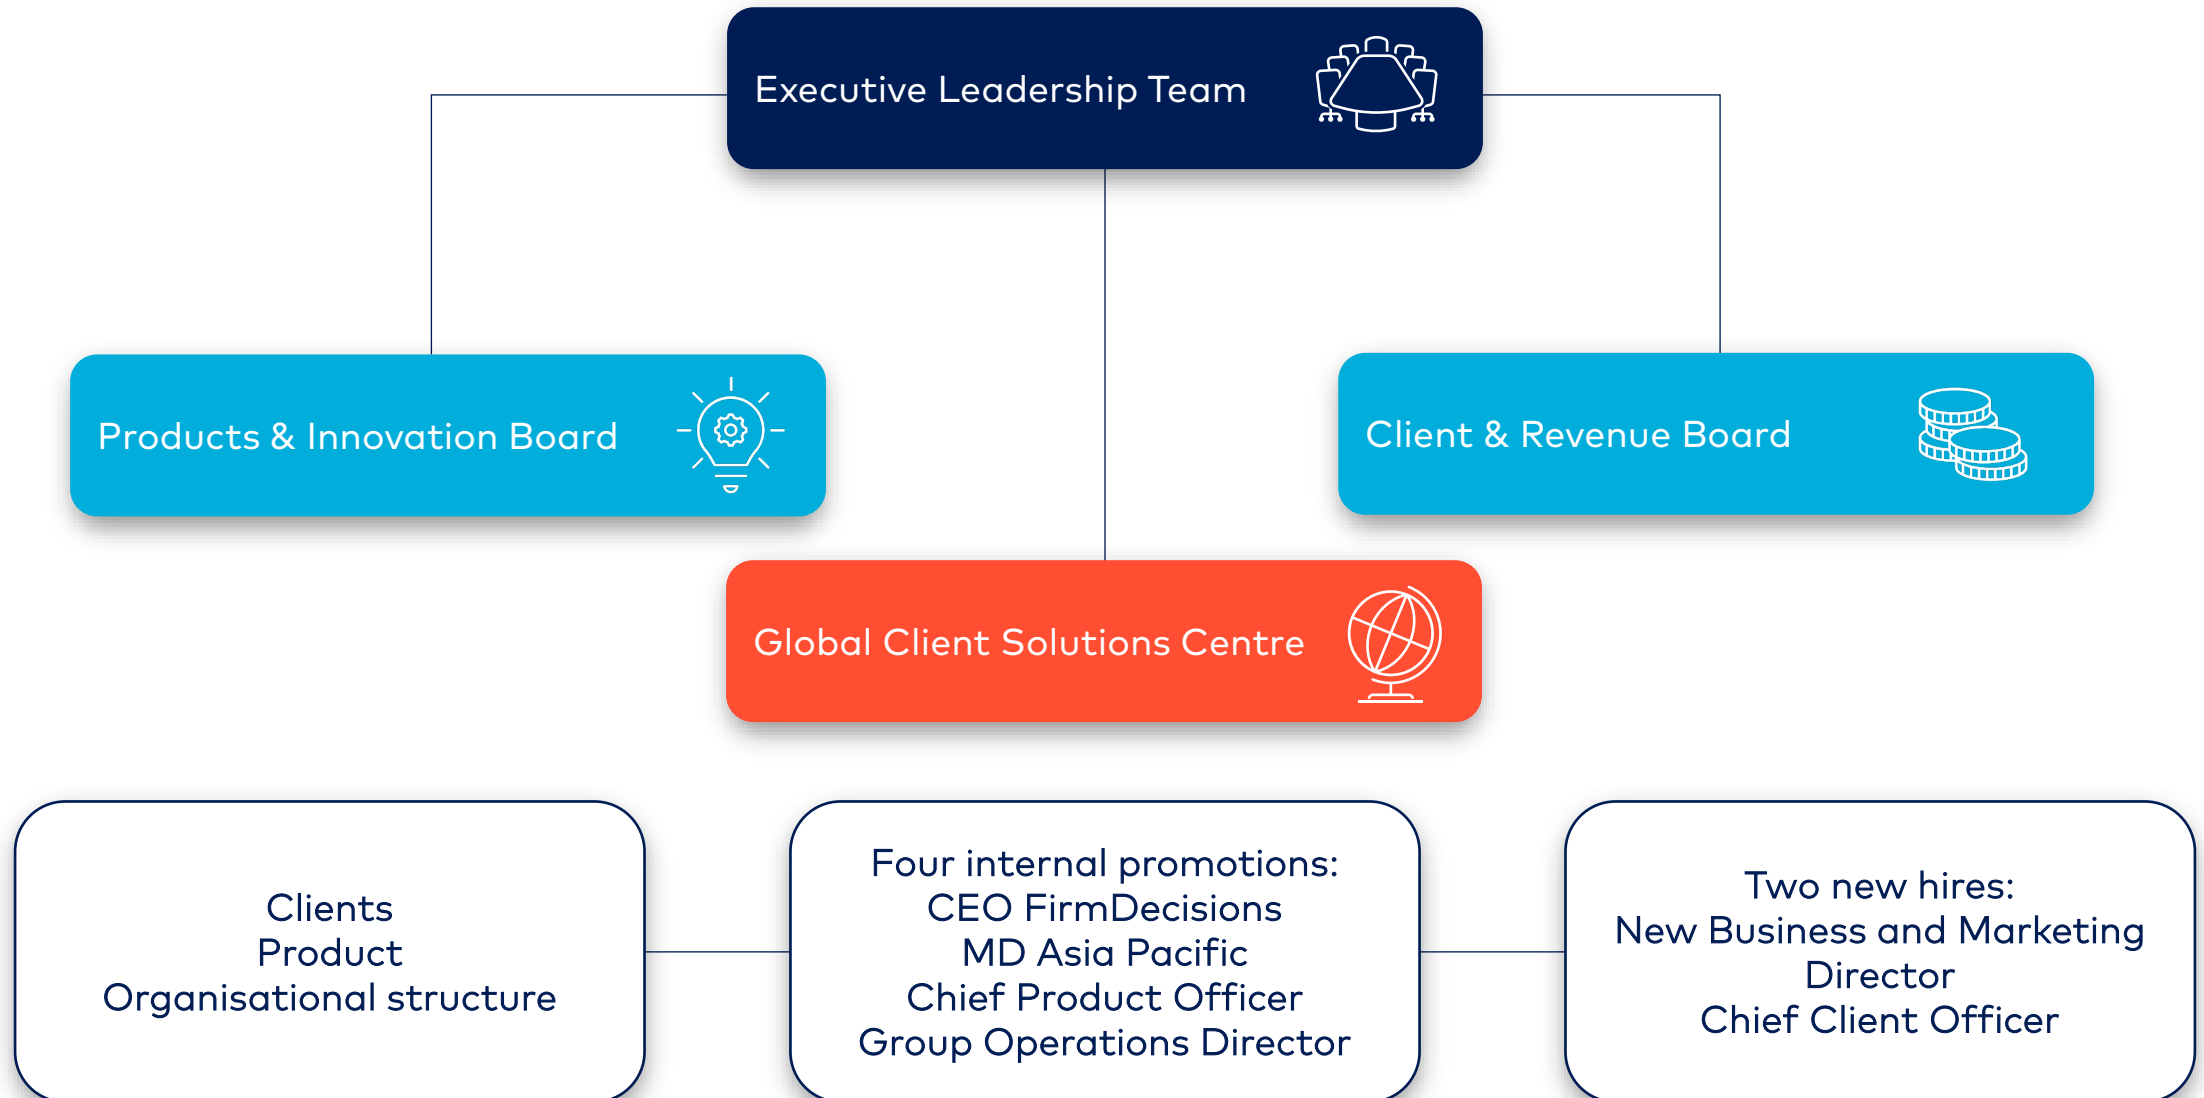 Executive Leadership Team
Products & Innovation Board
Client & Revenue Board
Global Client Solutions Centre
Clients
Product
Organisational structure
Four internal promotions:
CEO FirmDecisions
MD Asia Pacific
Chief Product Officer
Group Operations Director
Two new hires:
New Business and Marketing
Director
Chief Client Officer